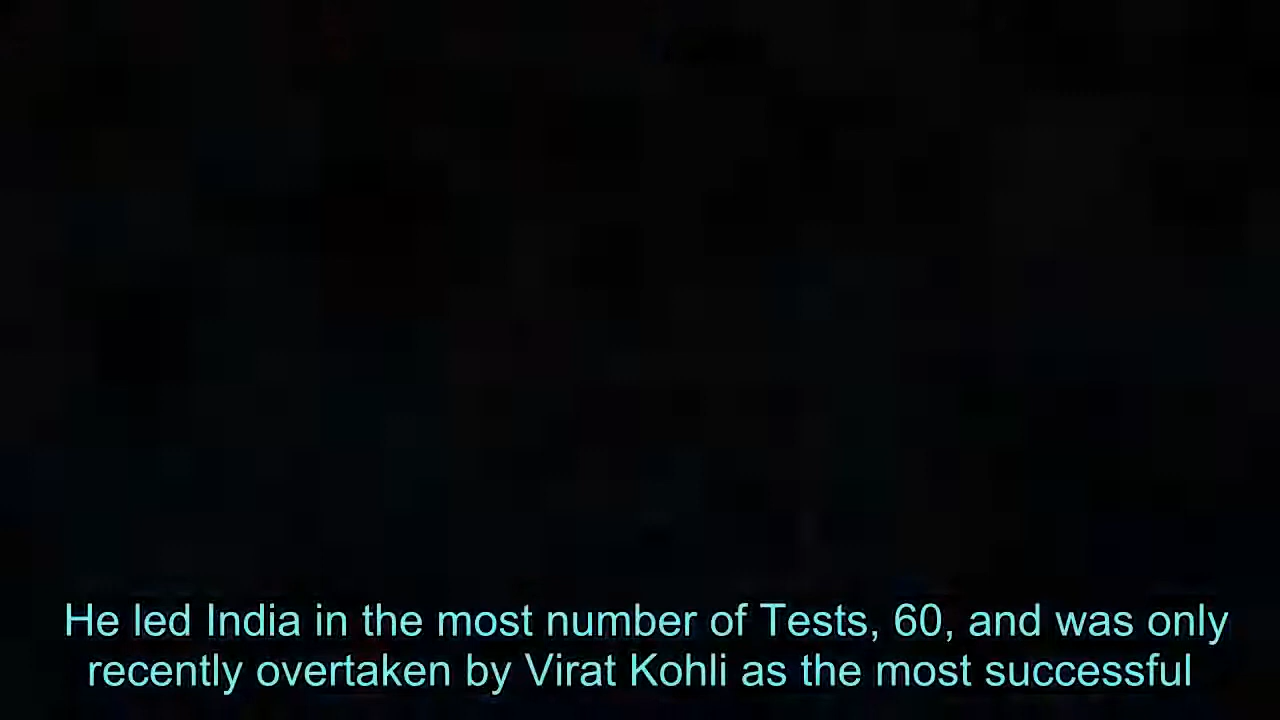 He led India in the most number of Tests, 60, and was only
recently overtaken by Virat Kohli as the most successful